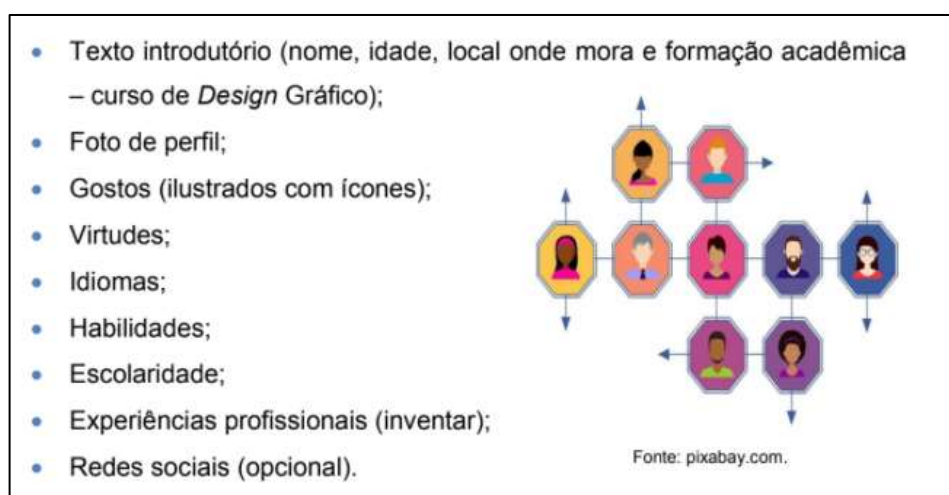 • Texto introdutório (nome, idade, local onde mora e formação acadêmica
– curso de Design Gráfico);
• Foto de perfil;
• Gostos (ilustrados com ícones);
• Virtudes;
• Idiomas;
• Habilidades;
• Escolaridade;
• Experiências profissionais (inventar);
• Redes sociais (opcional).
Fonte: pixabay.com.